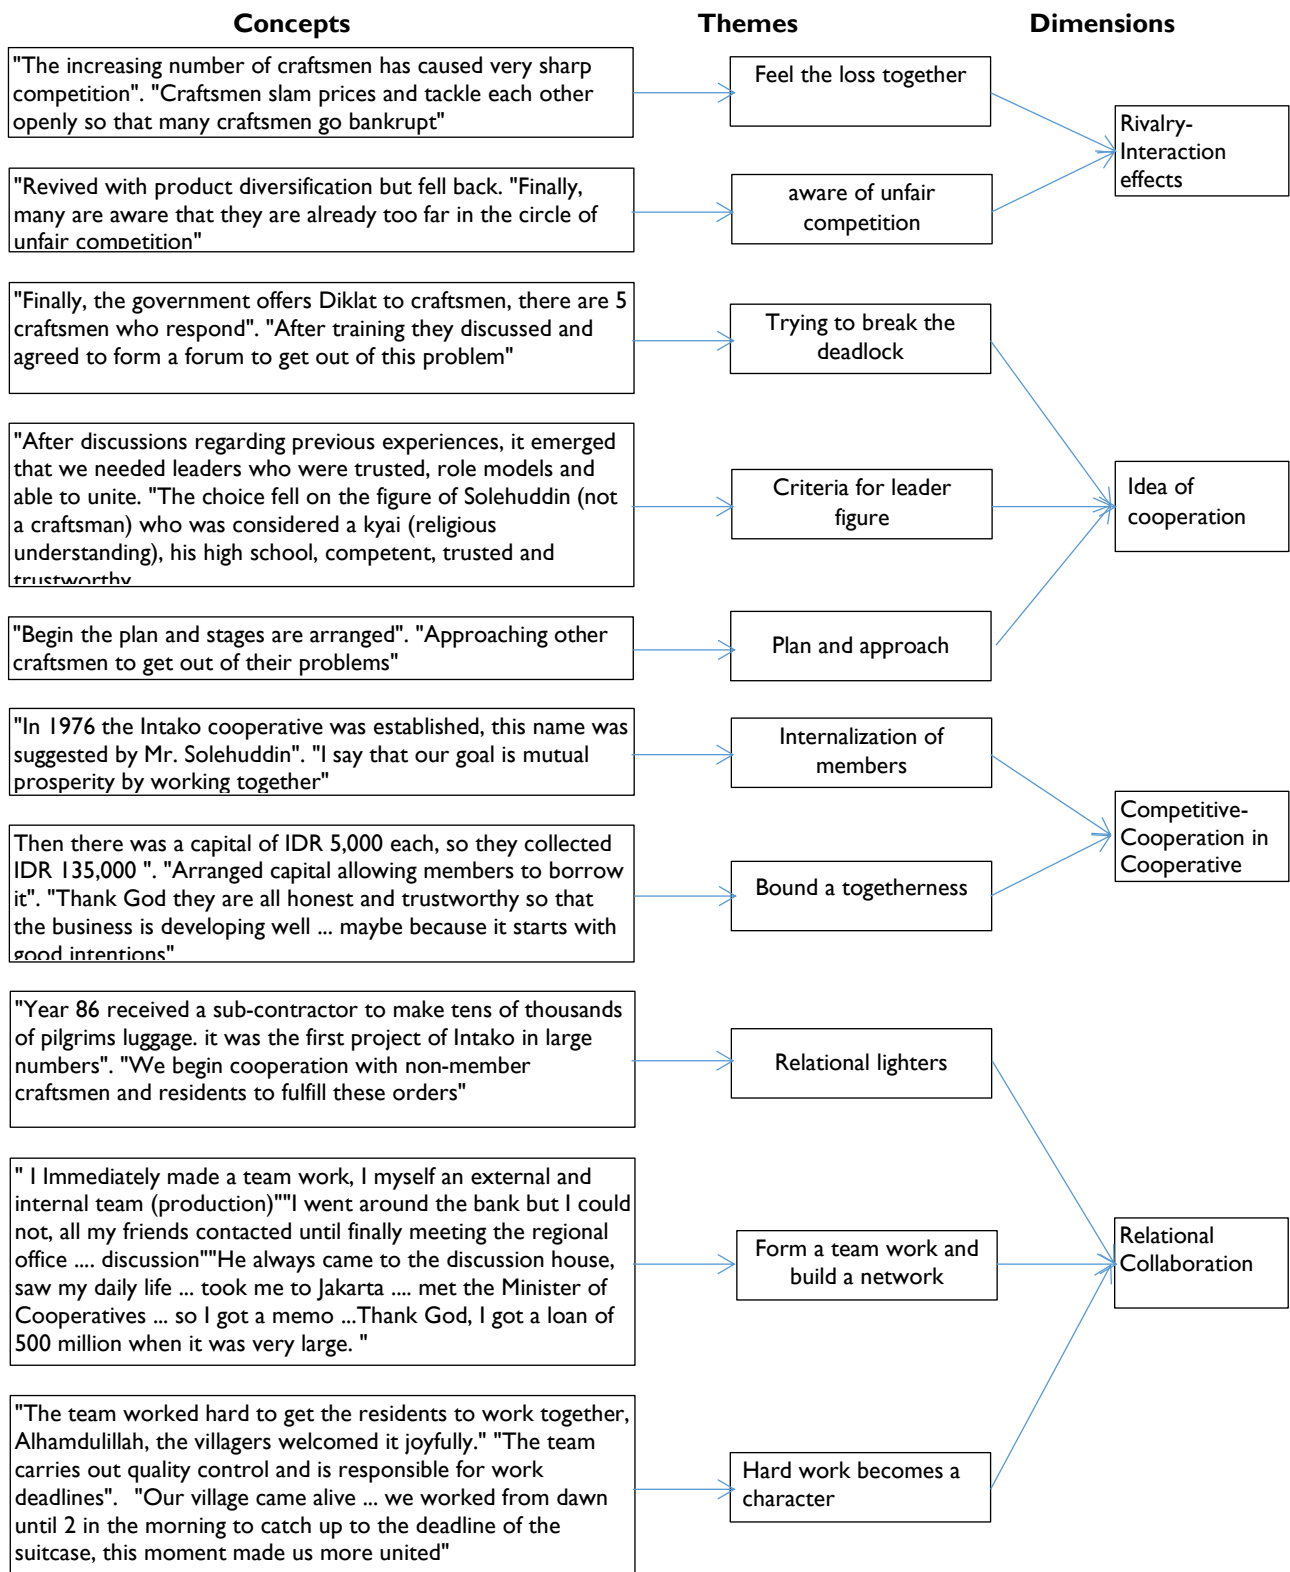 Concepts
Themes
Dimensions
"The increasing number of craftsmen has caused very sharp
competition". "Craftsmen slam prices and tackle each other
openly so that many craftsmen go bankrupt"
Feel the loss together
Rivalry-
Interaction
effects
"Revived with product diversification but fell back. "Finally,
many are aware that they are already too far in the circle of
unfair competition"
aware of unfair
competition
"Finally, the government offers Diklat to craftsmen, there are 5
craftsmen who respond". "After training they discussed and
agreed to form a forum to get out of this problem"
Trying to break the
deadlock
"After discussions regarding previous experiences, it emerged
that we needed leaders who were trusted, role models and
able to unite. "The choice fell on the figure of Solehuddin (not
a craftsman) who was considered a kyai (religious
understanding), his high school, competent, trusted and
trustworthy
Criteria for leader
figure
Idea of
cooperation
"Begin the plan and stages are arranged". "Approaching other
craftsmen to get out of their problems"
Plan and approach
"In 1976 the Intako cooperative was established, this name was
suggested by Mr. Solehuddin". "I say that our goal is mutual
prosperity by working together"
Internalization of
members
Competitive-
Cooperation in
Cooperative
Then there was a capital of IDR 5,000 each, so they collected
IDR 135,000 ". "Arranged capital allowing members to borrow
it". "Thank God they are all honest and trustworthy so that
the business is developing well ... maybe because it starts with
good intentions"
Bound a togetherness
"Year 86 received a sub-contractor to make tens of thousands
of pilgrims luggage. it was the first project of Intako in large
numbers". "We begin cooperation with non-member
craftsmen and residents to fulfill these orders"
Relational lighters
" I Immediately made a team work, I myself an external and
internal team (production)""I went around the bank but I could
not, all my friends contacted until finally meeting the regional
office .... discussion""He always came to the discussion house,
saw my daily life ... took me to Jakarta .... met the Minister of
Cooperatives ... so I got a memo ...Thank God, I got a loan of
500 million when it was very large. "
Form a team work and
build a network
Relational
Collaboration
"The team worked hard to get the residents to work together,
Alhamdulillah, the villagers welcomed it joyfully." "The team
carries out quality control and is responsible for work
deadlines". "Our village came alive ... we worked from dawn
until 2 in the morning to catch up to the deadline of the
suitcase, this moment made us more united"
Hard work becomes a
character